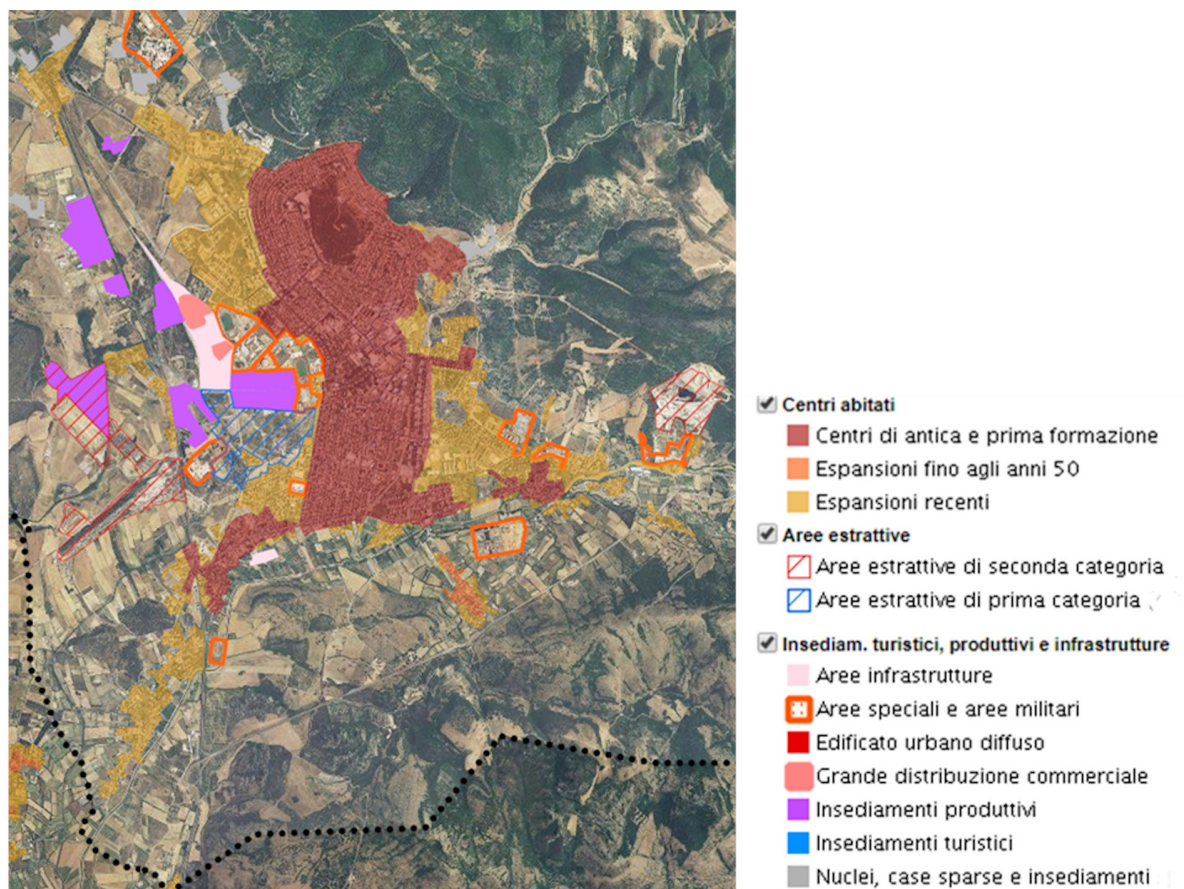 Centri abitati
Centri di antica e prima formazione
Espansioni fino agli anni 50
Espansioni recenti
Aree estrattive
Aree estrattive di seconda categoria
Aree estrattive di prima categoria
Insediam. turistici, produttivi e infrastrutture
Aree infrastrutture
Aree speciali e aree militari
Edificato urbano diffuso
Grande distribuzione commerciale
Insediamenti produttivi
Insediamenti turistici
Nuclei, case sparse e insediamenti